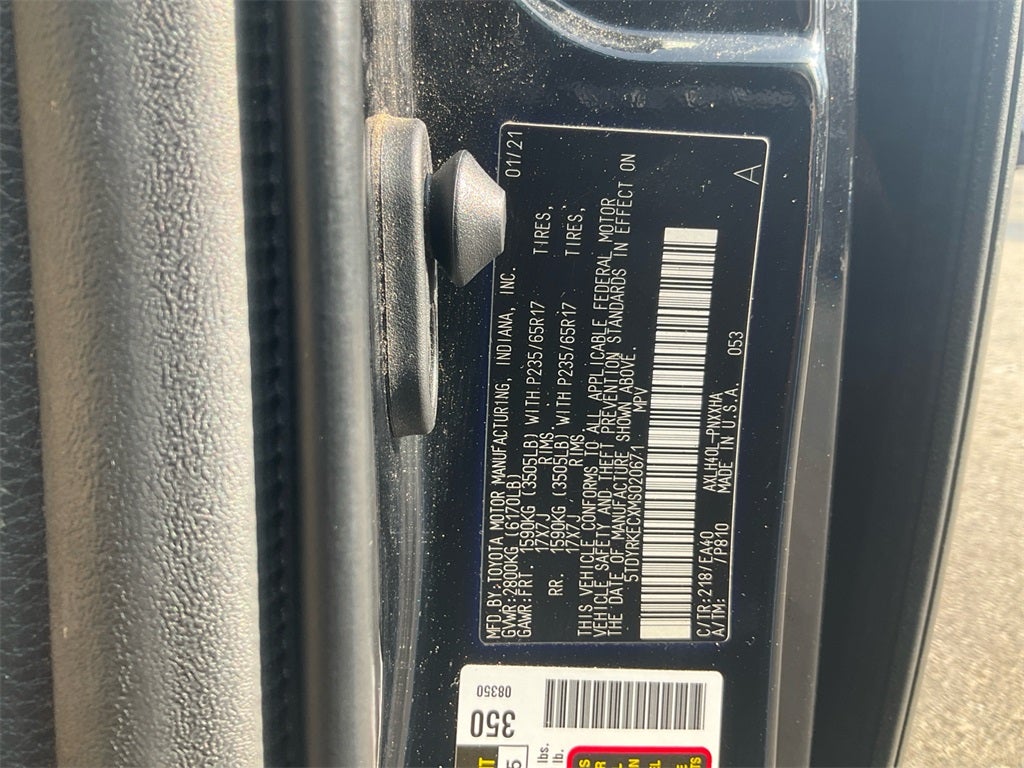 MFD.BY:TOYOTA MOTOR MANUFACTURING, INDIANA, INC. 01/21
GVWR:2800KG (6170LB)
GAWR:FRT. 1590KG (3505LB) WITH P235/65R17 TIRES,
17X7J RIMS
RR. 1590KG (3505LB) WITH P235/65R17 TIRES,
17X7J RIMS
THIS VEHICLE CONFORMS TO ALL APPLICABLE FEDERAL MOTOR
VEHICLE SAFETY AND THEFT PREVENTION STANDARDS IN EFFECT ON
THE DATE OF MANUFACTURE SHOWN ABOVE.
5TDYRKECXMS020671 MPV
C/TR:218/EA40 AXLH40L-PNXXHA 053
A/TM: /P810 MADE IN U.S.A. A
08350
350
lbs.
lb.